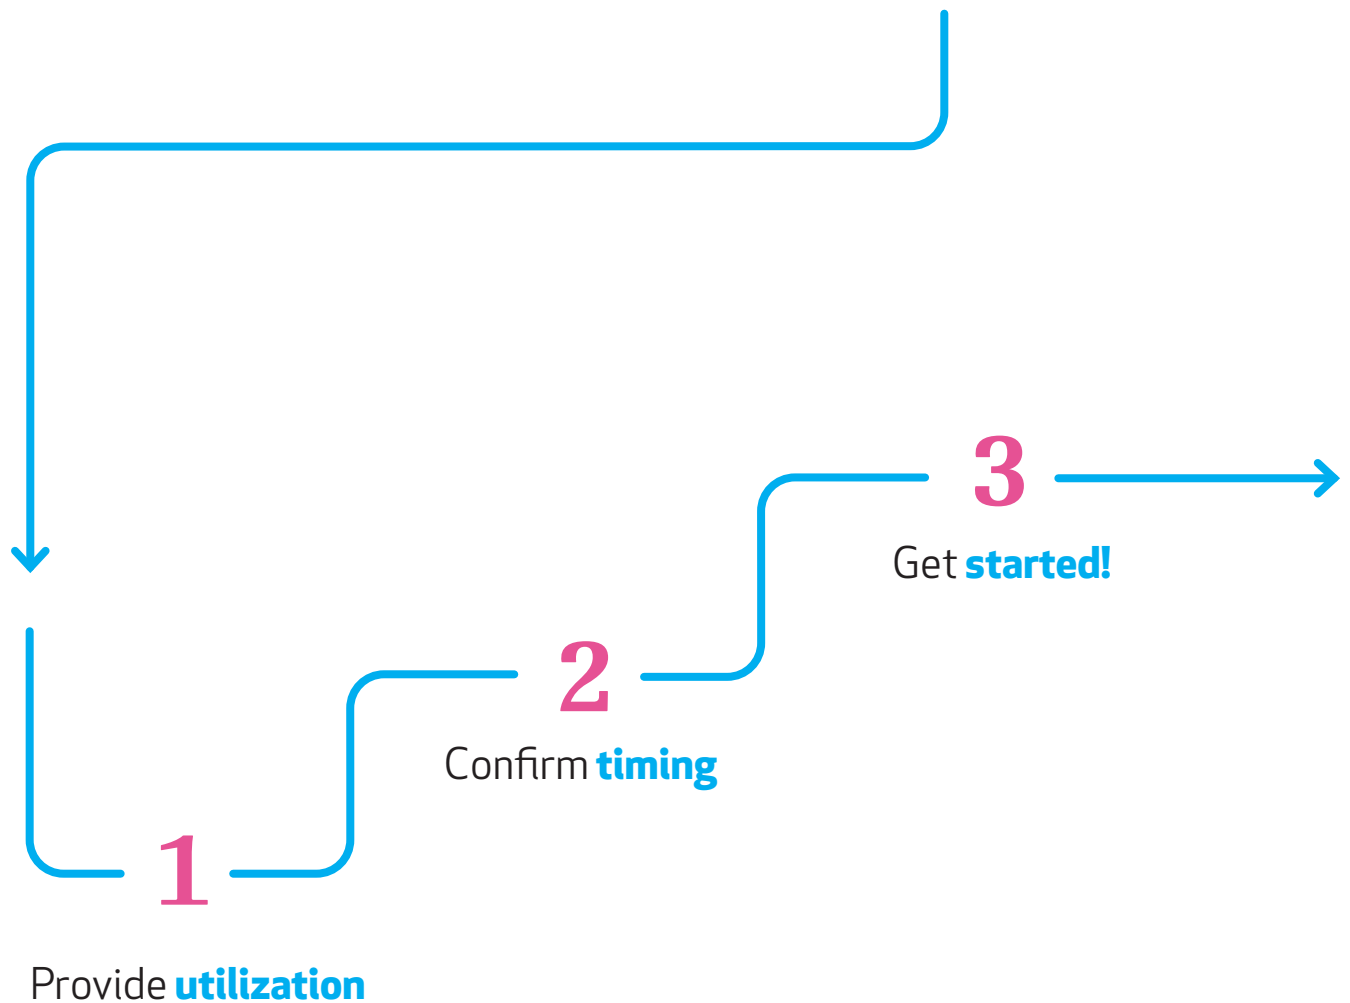 1
Provide utilization
2
Confirm timing
3
Get started!